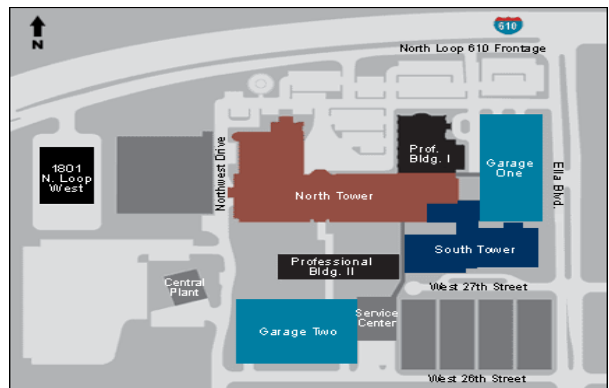 610
N
North Loop 610 Frontage
1801
N. Loop
West
Northwest Drive
Prof.
Bldg. I
Garage
One
Ella Blvd.
North Tower
South Tower
Professional
Bldg. II
Central
Plant
West 27th Street
Garage Two
Service
Center
West 26th Street